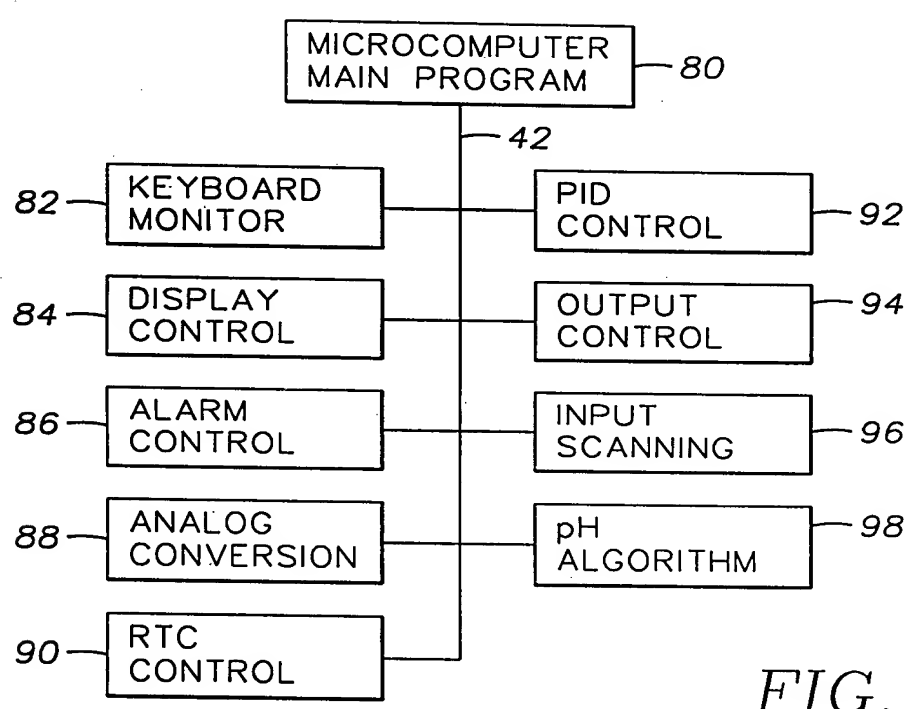 MICROCOMPUTER
MAIN PROGRAM
80
42
82
KEYBOARD
MONITOR
PID
CONTROL
92
84
DISPLAY
CONTROL
OUTPUT
CONTROL
94
86
ALARM
CONTROL
INPUT
SCANNING
96
88
ANALOG
CONVERSION
pH
ALGORITHM
98
90
RTC
CONTROL
FIG.